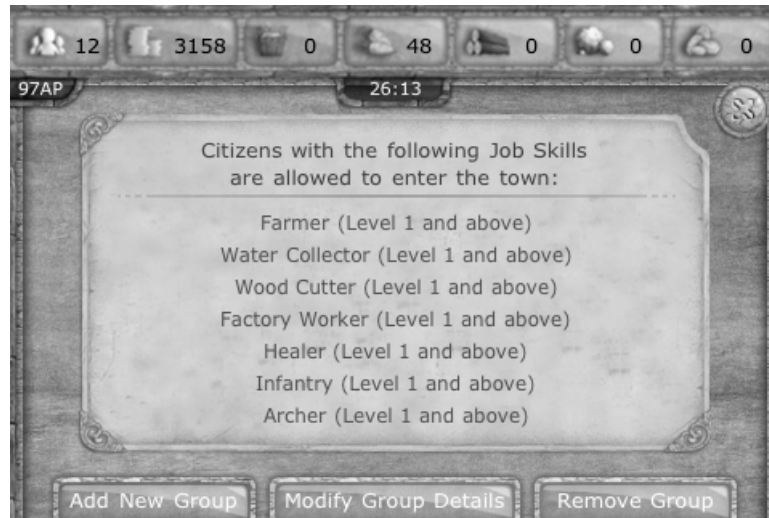 12 3158 0 48 0 0 0
97AP 26:13
Citizens with the following Job Skills
are allowed to enter the town:
Farmer (Level 1 and above)
Water Collector (Level 1 and above)
Wood Cutter (Level 1 and above)
Factory Worker (Level 1 and above)
Healer (Level 1 and above)
Infantry (Level 1 and above)
Archer (Level 1 and above)
Add New Group Modify Group Details Remove Group